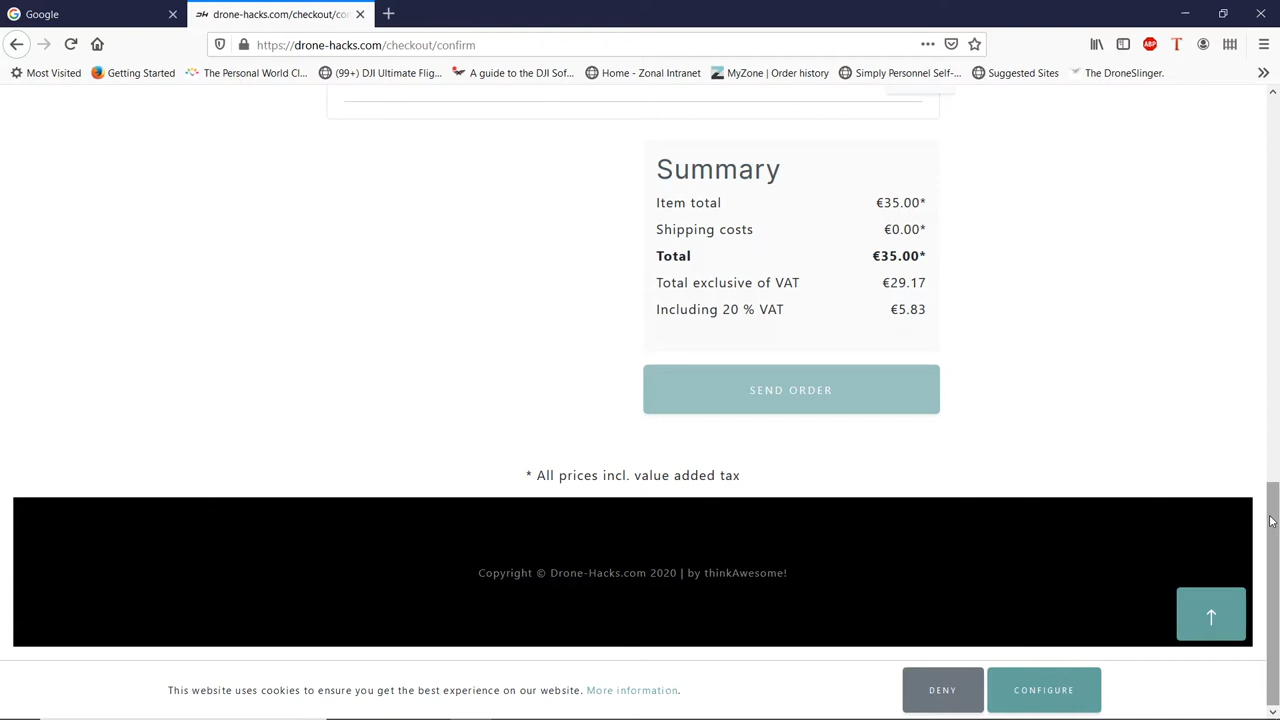 Google
drone-hacks.com/checkout/co
https://drone-hacks.com/checkout/confirm
ABP
Most Visited
Getting Started
The Personal World Cl...
(99+) DJI Ultimate Flig...
A guide to the DJI Sof...
Home - Zonal Intranet
MyZone | Order history
Simply Personnel Self-...
Suggested Sites
The DroneSlinger.
Summary
Item total €35.00*
Shipping costs €0.00*
Total €35.00*
Total exclusive of VAT €29.17
Including 20 % VAT €5.83
SEND ORDER
* All prices incl. value added tax
Copyright © Drone-Hacks.com 2020 | by thinkAwesome!
This website uses cookies to ensure you get the best experience on our website. More information.
DENY
CONFIGURE